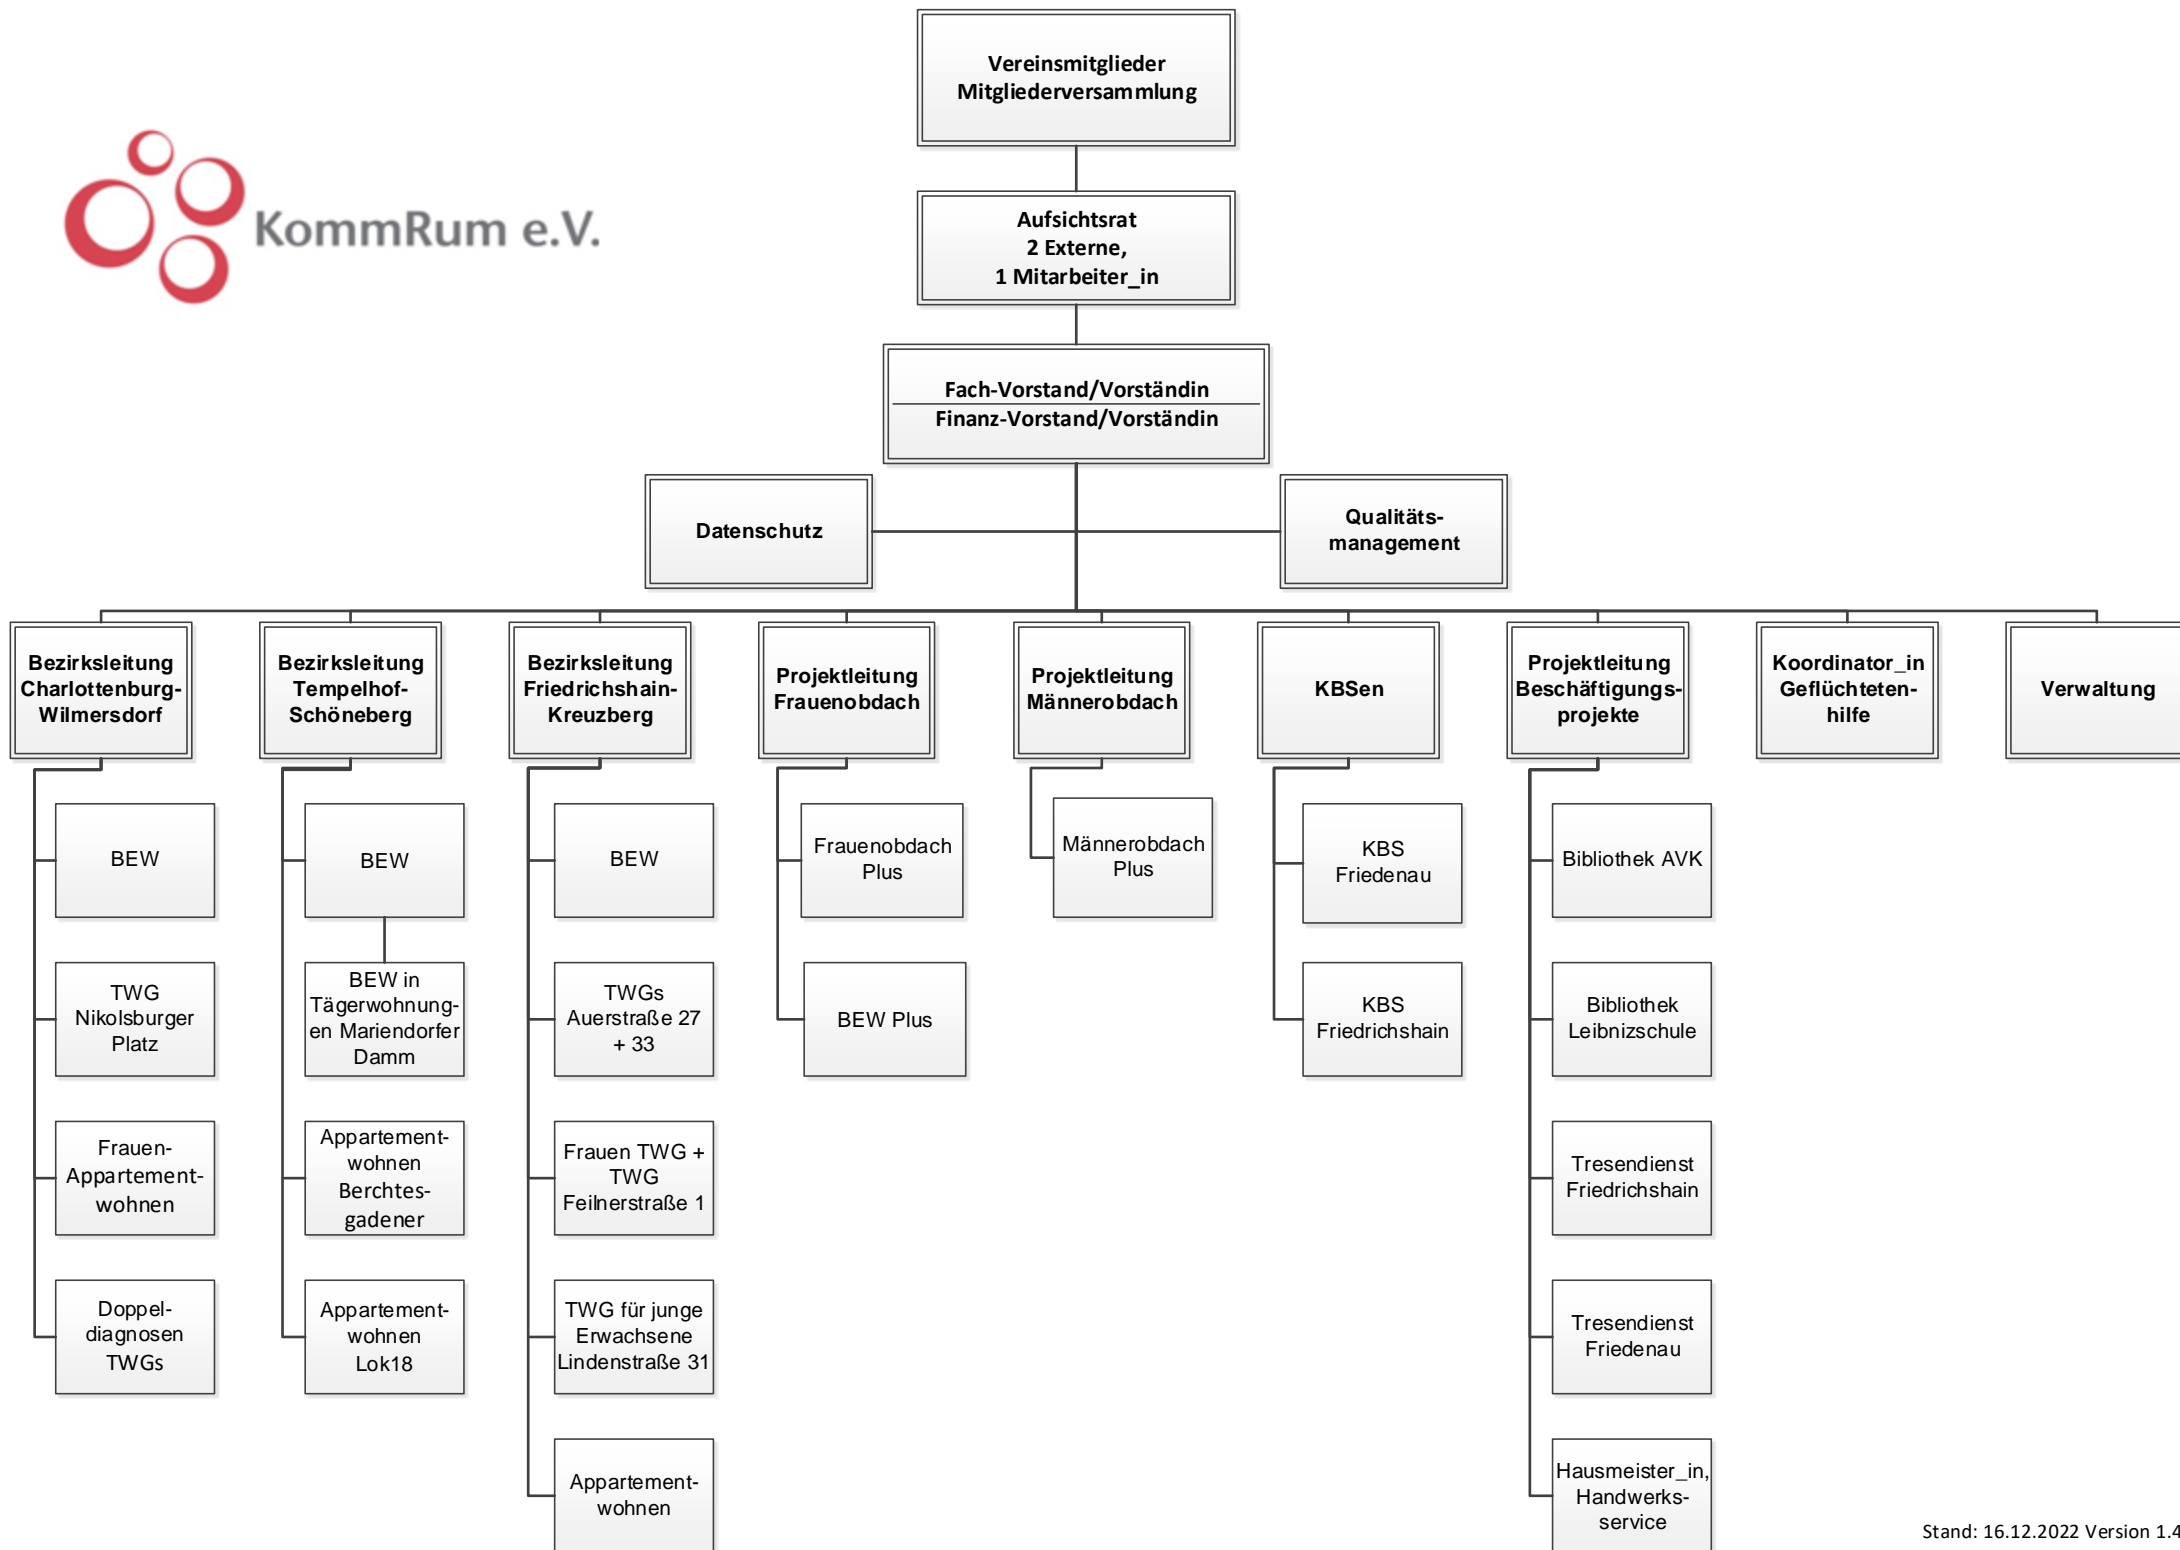 Vereinsmitglieder
Mitgliederversammlung
KommRum e.V.
Aufsichtsrat
2 Externe,
1 Mitarbeiter_in
Fach-Vorstand/Vorständin
Finanz-Vorstand/Vorständin
Datenschutz
Qualitäts-
management
Bezirksleitung
Charlottenburg-
Wilmersdorf
Bezirksleitung
Tempelhof-
Schöneberg
Bezirksleitung
Friedrichshain-
Kreuzberg
Projektleitung
Frauenobdach
Projektleitung
Männerobdach
KBSen
Projektleitung
Beschäftigungs-
projekte
Koordinator_in
Geflüchteten-
hilfe
Verwaltung
BEW
TWG
Nikolsburger
Platz
Frauen-
Appartement-
wohnen
Doppel-
diagnosen
TWGs
BEW
BEW in
Tägerwohnung-
en Mariendorfer
Damm
Appartement-
wohnen
Berchtes-
gadener
Appartement-
wohnen
Lok18
BEW
TWGs
Auerstraße 27
+ 33
Frauen TWG +
TWG
Feilnerstraße 1
TWG für junge
Erwachsene
Lindenstraße 31
Appartement-
wohnen
Frauenobdach
Plus
BEW Plus
Männerobdach
Plus
KBS
Friedenau
KBS
Friedrichshain
Bibliothek AVK
Bibliothek
Leibnizschule
Tresendienst
Friedrichshain
Tresendienst
Friedenau
Hausmeister_in,
Handwerks-
service
Stand: 16.12.2022 Version 1.4